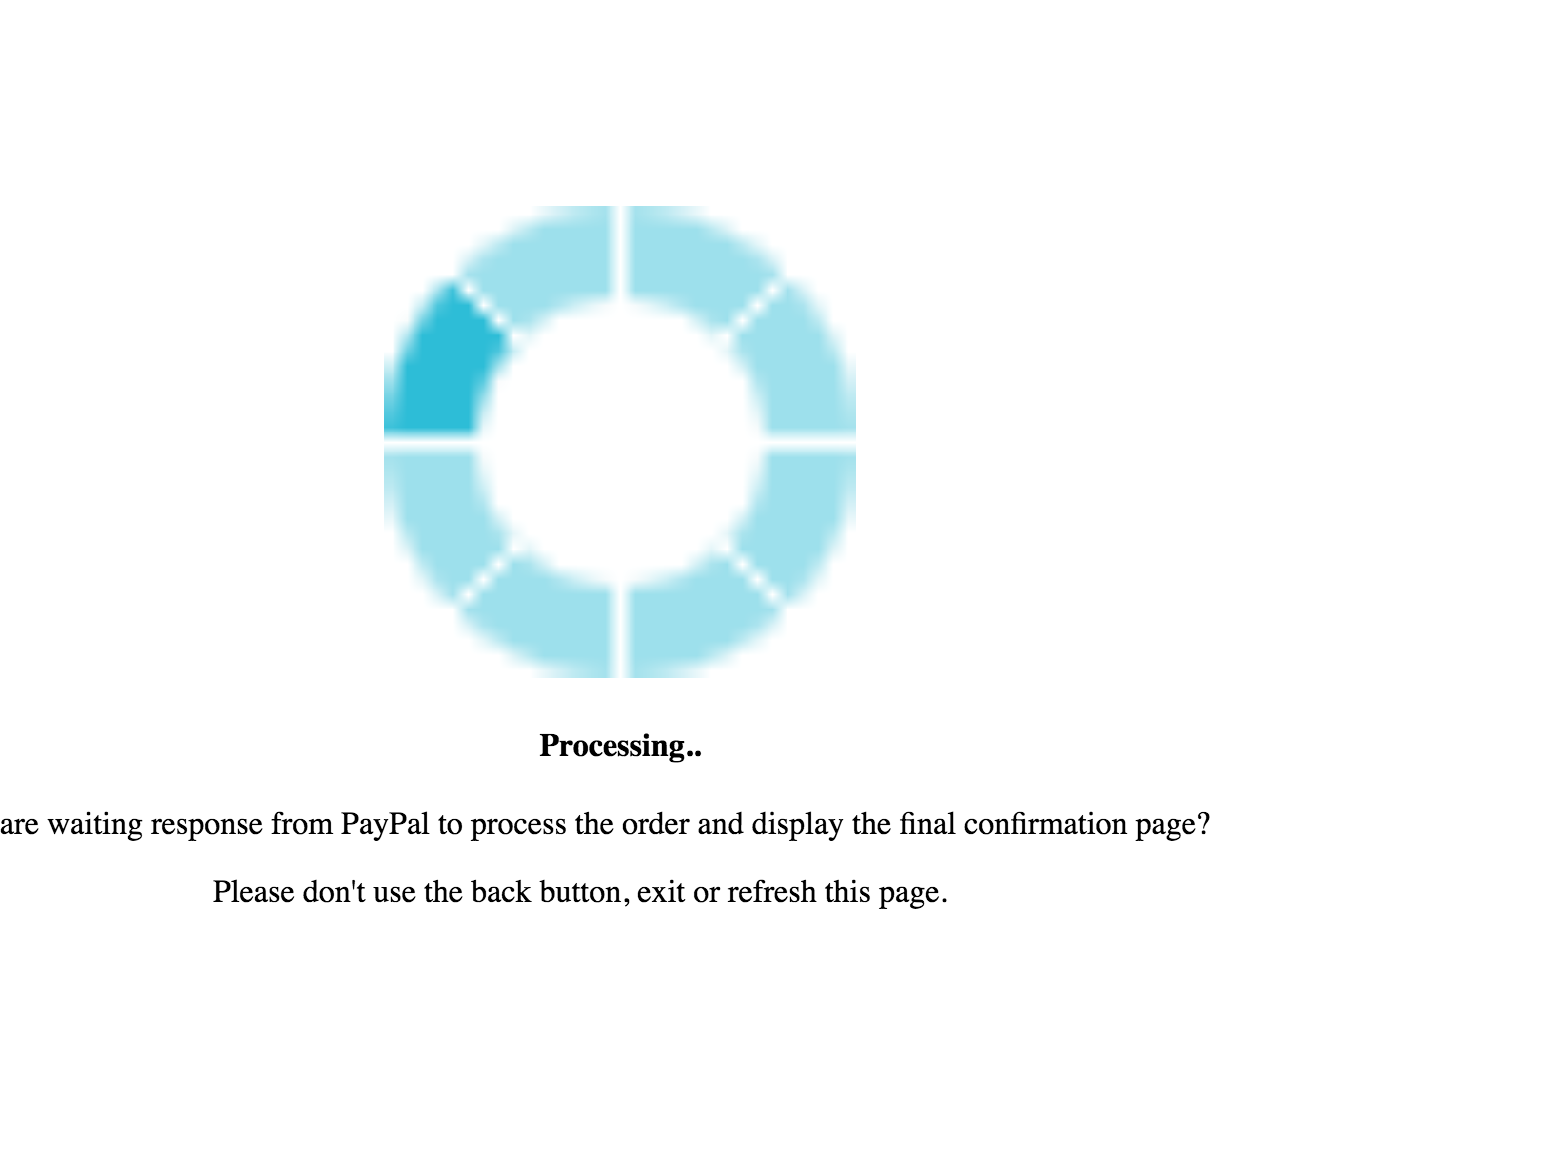 Processing..
are waiting response from PayPal to process the order and display the final confirmation page?
Please don't use the back button, exit or refresh this page.